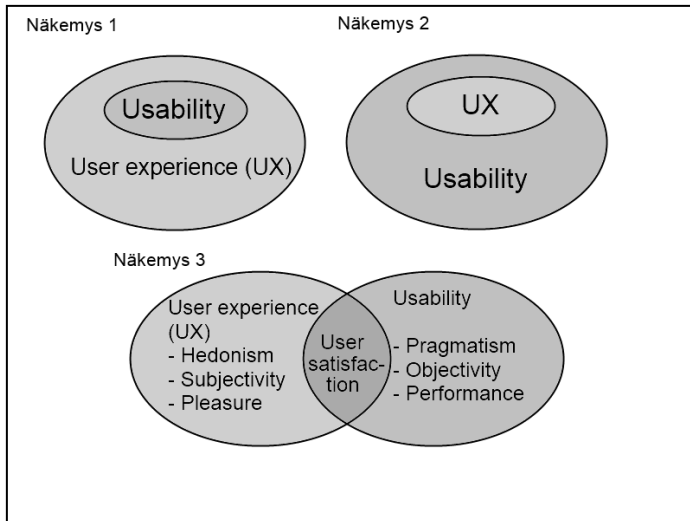 Näkemys 1
Usability
User experience (UX)
Näkemys 2
UX
Usability
Näkemys 3
User experience
(UX)
- Hedonism
- Subjectivity
- Pleasure
User
satisfac-
tion
Usability
- Pragmatism
- Objectivity
- Performance